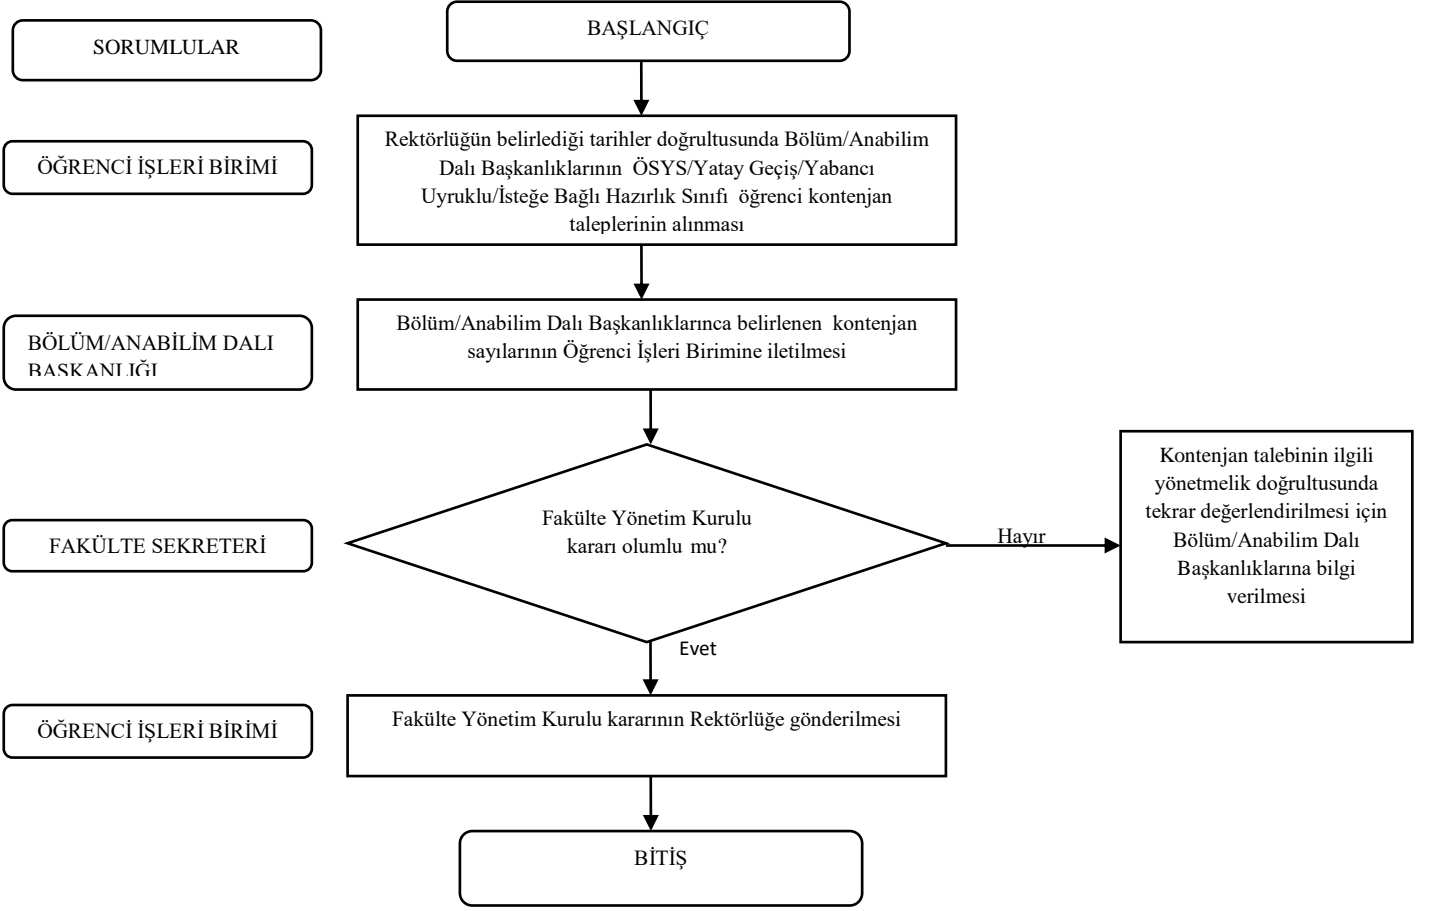 SORUMLULAR
BAŞLANGIÇ
ÖĞRENCİ İŞLERİ BİRİMİ
Rektörlüğün belirlediği tarihler doğrultusunda Bölüm/Anabilim
Dalı Başkanlıklarının ÖSYS/Yatay Geçiş/Yabancı
Uyruklu/İsteğe Bağlı Hazırlık Sınıfı öğrenci kontenjan
taleplerinin alınması
BÖLÜM/ANABİLİM DALI
BAŞKANLIĞI
Bölüm/Anabilim Dalı Başkanlıklarınca belirlenen kontenjan
sayılarının Öğrenci İşleri Birimine iletilmesi
FAKÜLTE SEKRETERİ
Fakülte Yönetim Kurulu
kararı olumlu mu?
Hayır
Kontenjan talebinin ilgili
yönetmelik doğrultusunda
tekrar değerlendirilmesi için
Bölüm/Anabilim Dalı
Başkanlıklarına bilgi
verilmesi
Evet
ÖĞRENCİ İŞLERİ BİRİMİ
Fakülte Yönetim Kurulu kararının Rektörlüğe gönderilmesi
BİTİŞ